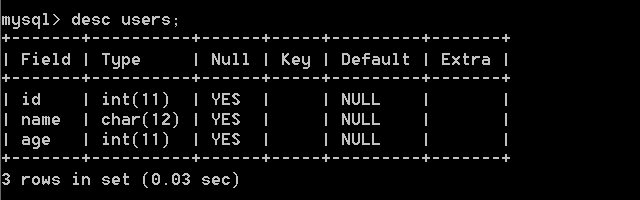 mysql> desc users;
+-------+----------+------+-----+---------+-------+
| Field | Type     | Null | Key | Default | Extra |
+-------+----------+------+-----+---------+-------+
| id    | int(11)  | YES  |     | NULL    |       |
| name  | char(12) | YES  |     | NULL    |       |
| age   | int(11)  | YES  |     | NULL    |       |
+-------+----------+------+-----+---------+-------+
3 rows in set (0.03 sec)